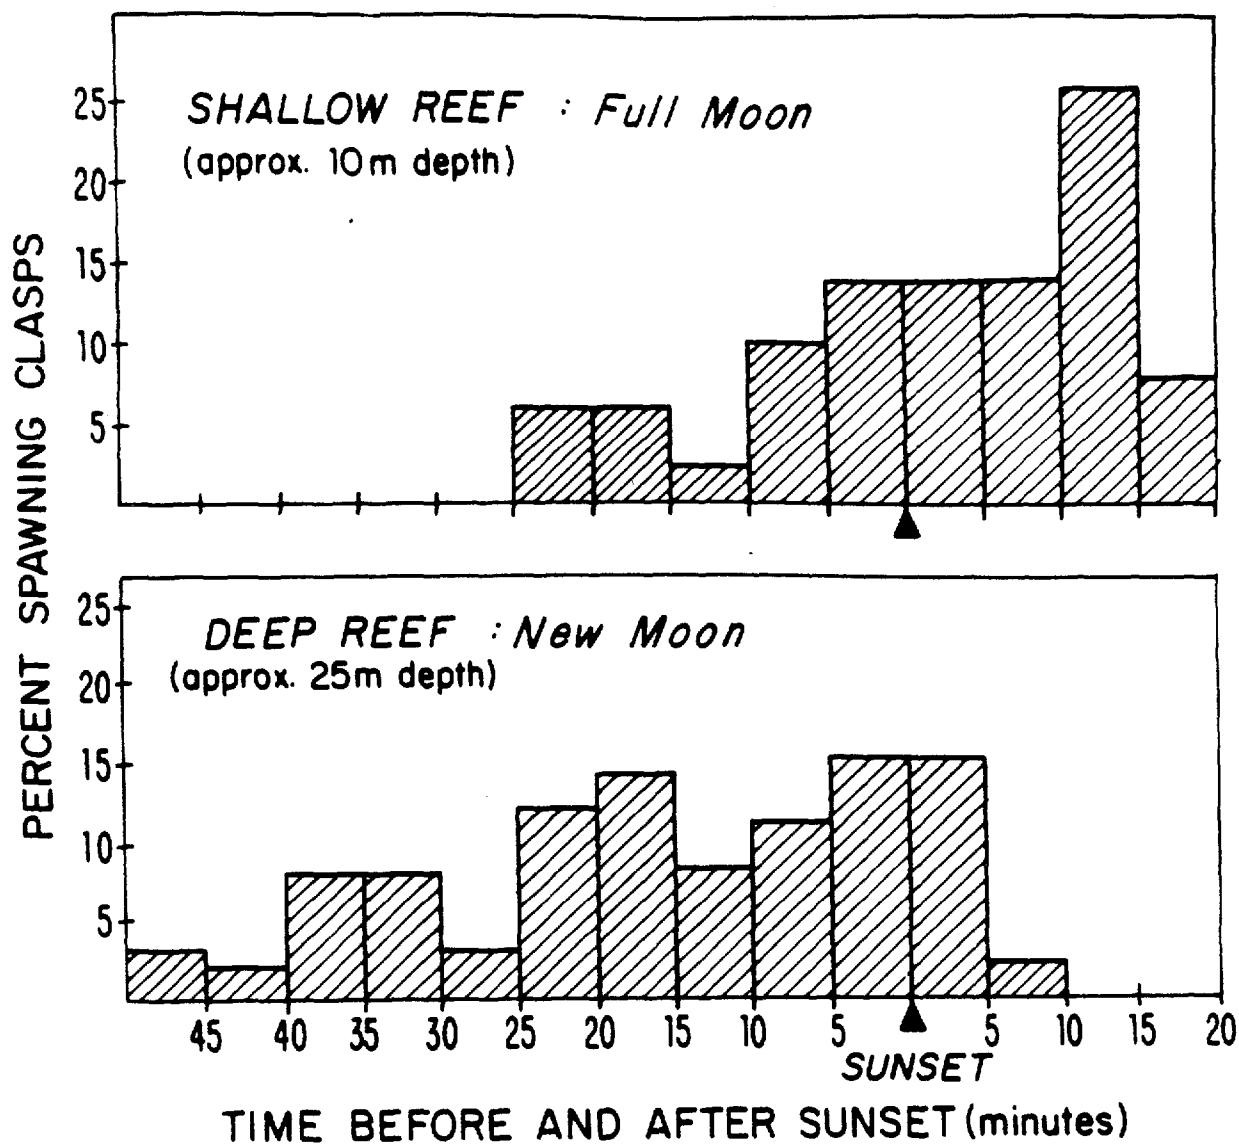 PERCENT SPAWNING CLASPS
SHALLOW REEF : Full Moon
(approx. 10m depth)
25
20
15
10
5
DEEP REEF : New Moon
(approx. 25m depth)
25
20
15
10
5
45 40 35 30 25 20 15 10 5 5 10 15 20
SUNSET
TIME BEFORE AND AFTER SUNSET (minutes)